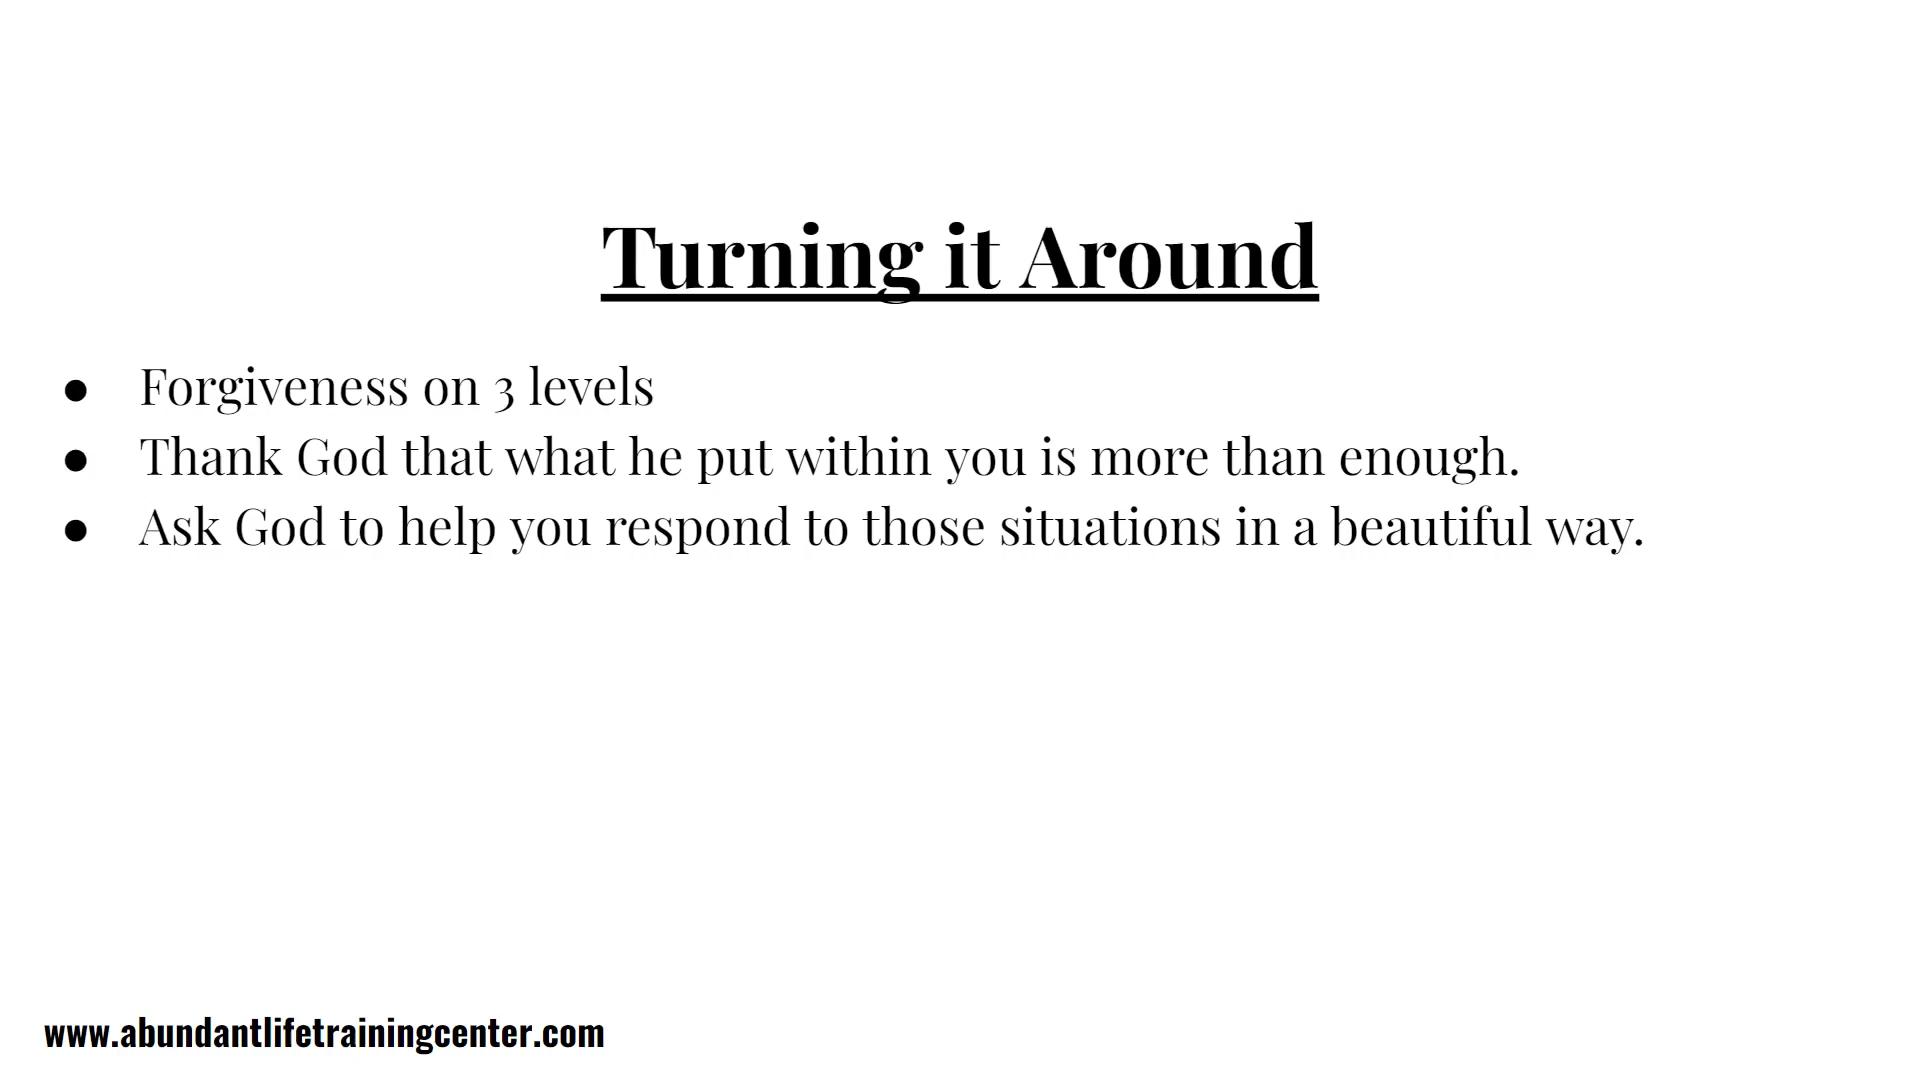 Turning it Around
● Forgiveness on 3 levels
● Thank God that what he put within you is more than enough.
● Ask God to help you respond to those situations in a beautiful way.
www.abundantlifetrainingcenter.com